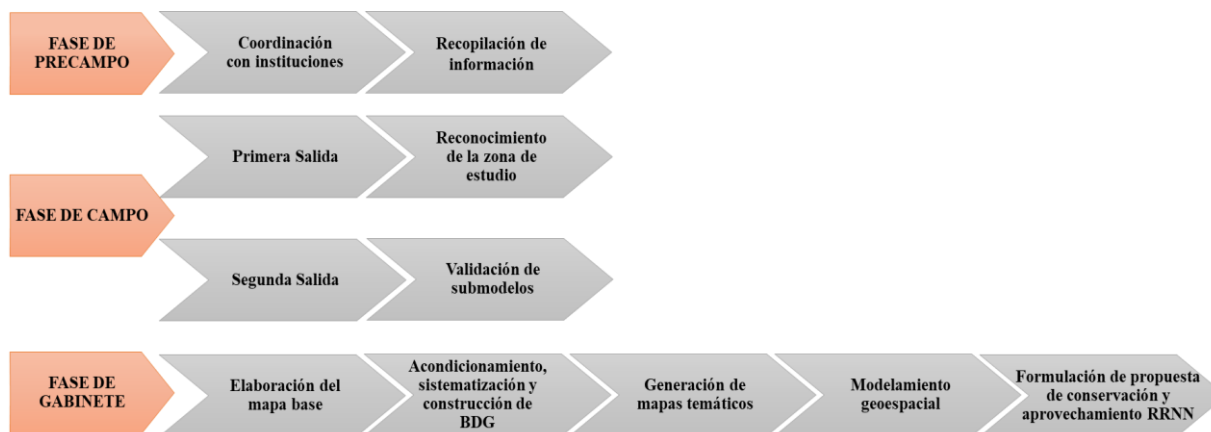 FASE DE
PRECAMPO
Coordinación
con instituciones
Recopilación de
información
FASE DE CAMPO
Primera Salida
Reconocimiento
de la zona de
estudio
Segunda Salida
Validación de
submodelos
FASE DE
GABINETE
Elaboración del
mapa base
Acondicionamiento,
sistematización y
construcción de
BDG
Generación de
mapas temáticos
Modelamiento
geoespacial
Formulación de propuesta
de conservación y
aprovechamiento RRNN